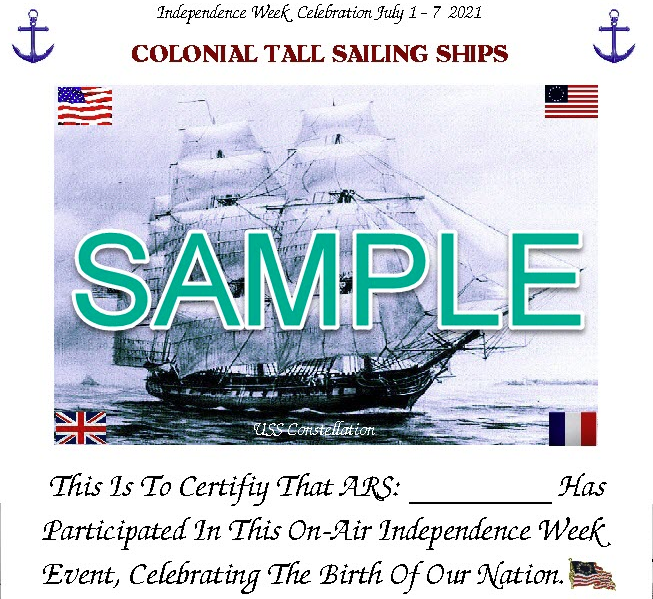 Independence Week Celebration July 1 - 7 2021
COLONIAL TALL SAILING SHIPS
SAMPLE
USS Constellation
This Is To Certifiy That ARS: __________ Has
Participated In This On-Air Independence Week
Event, Celebrating The Birth Of Our Nation.